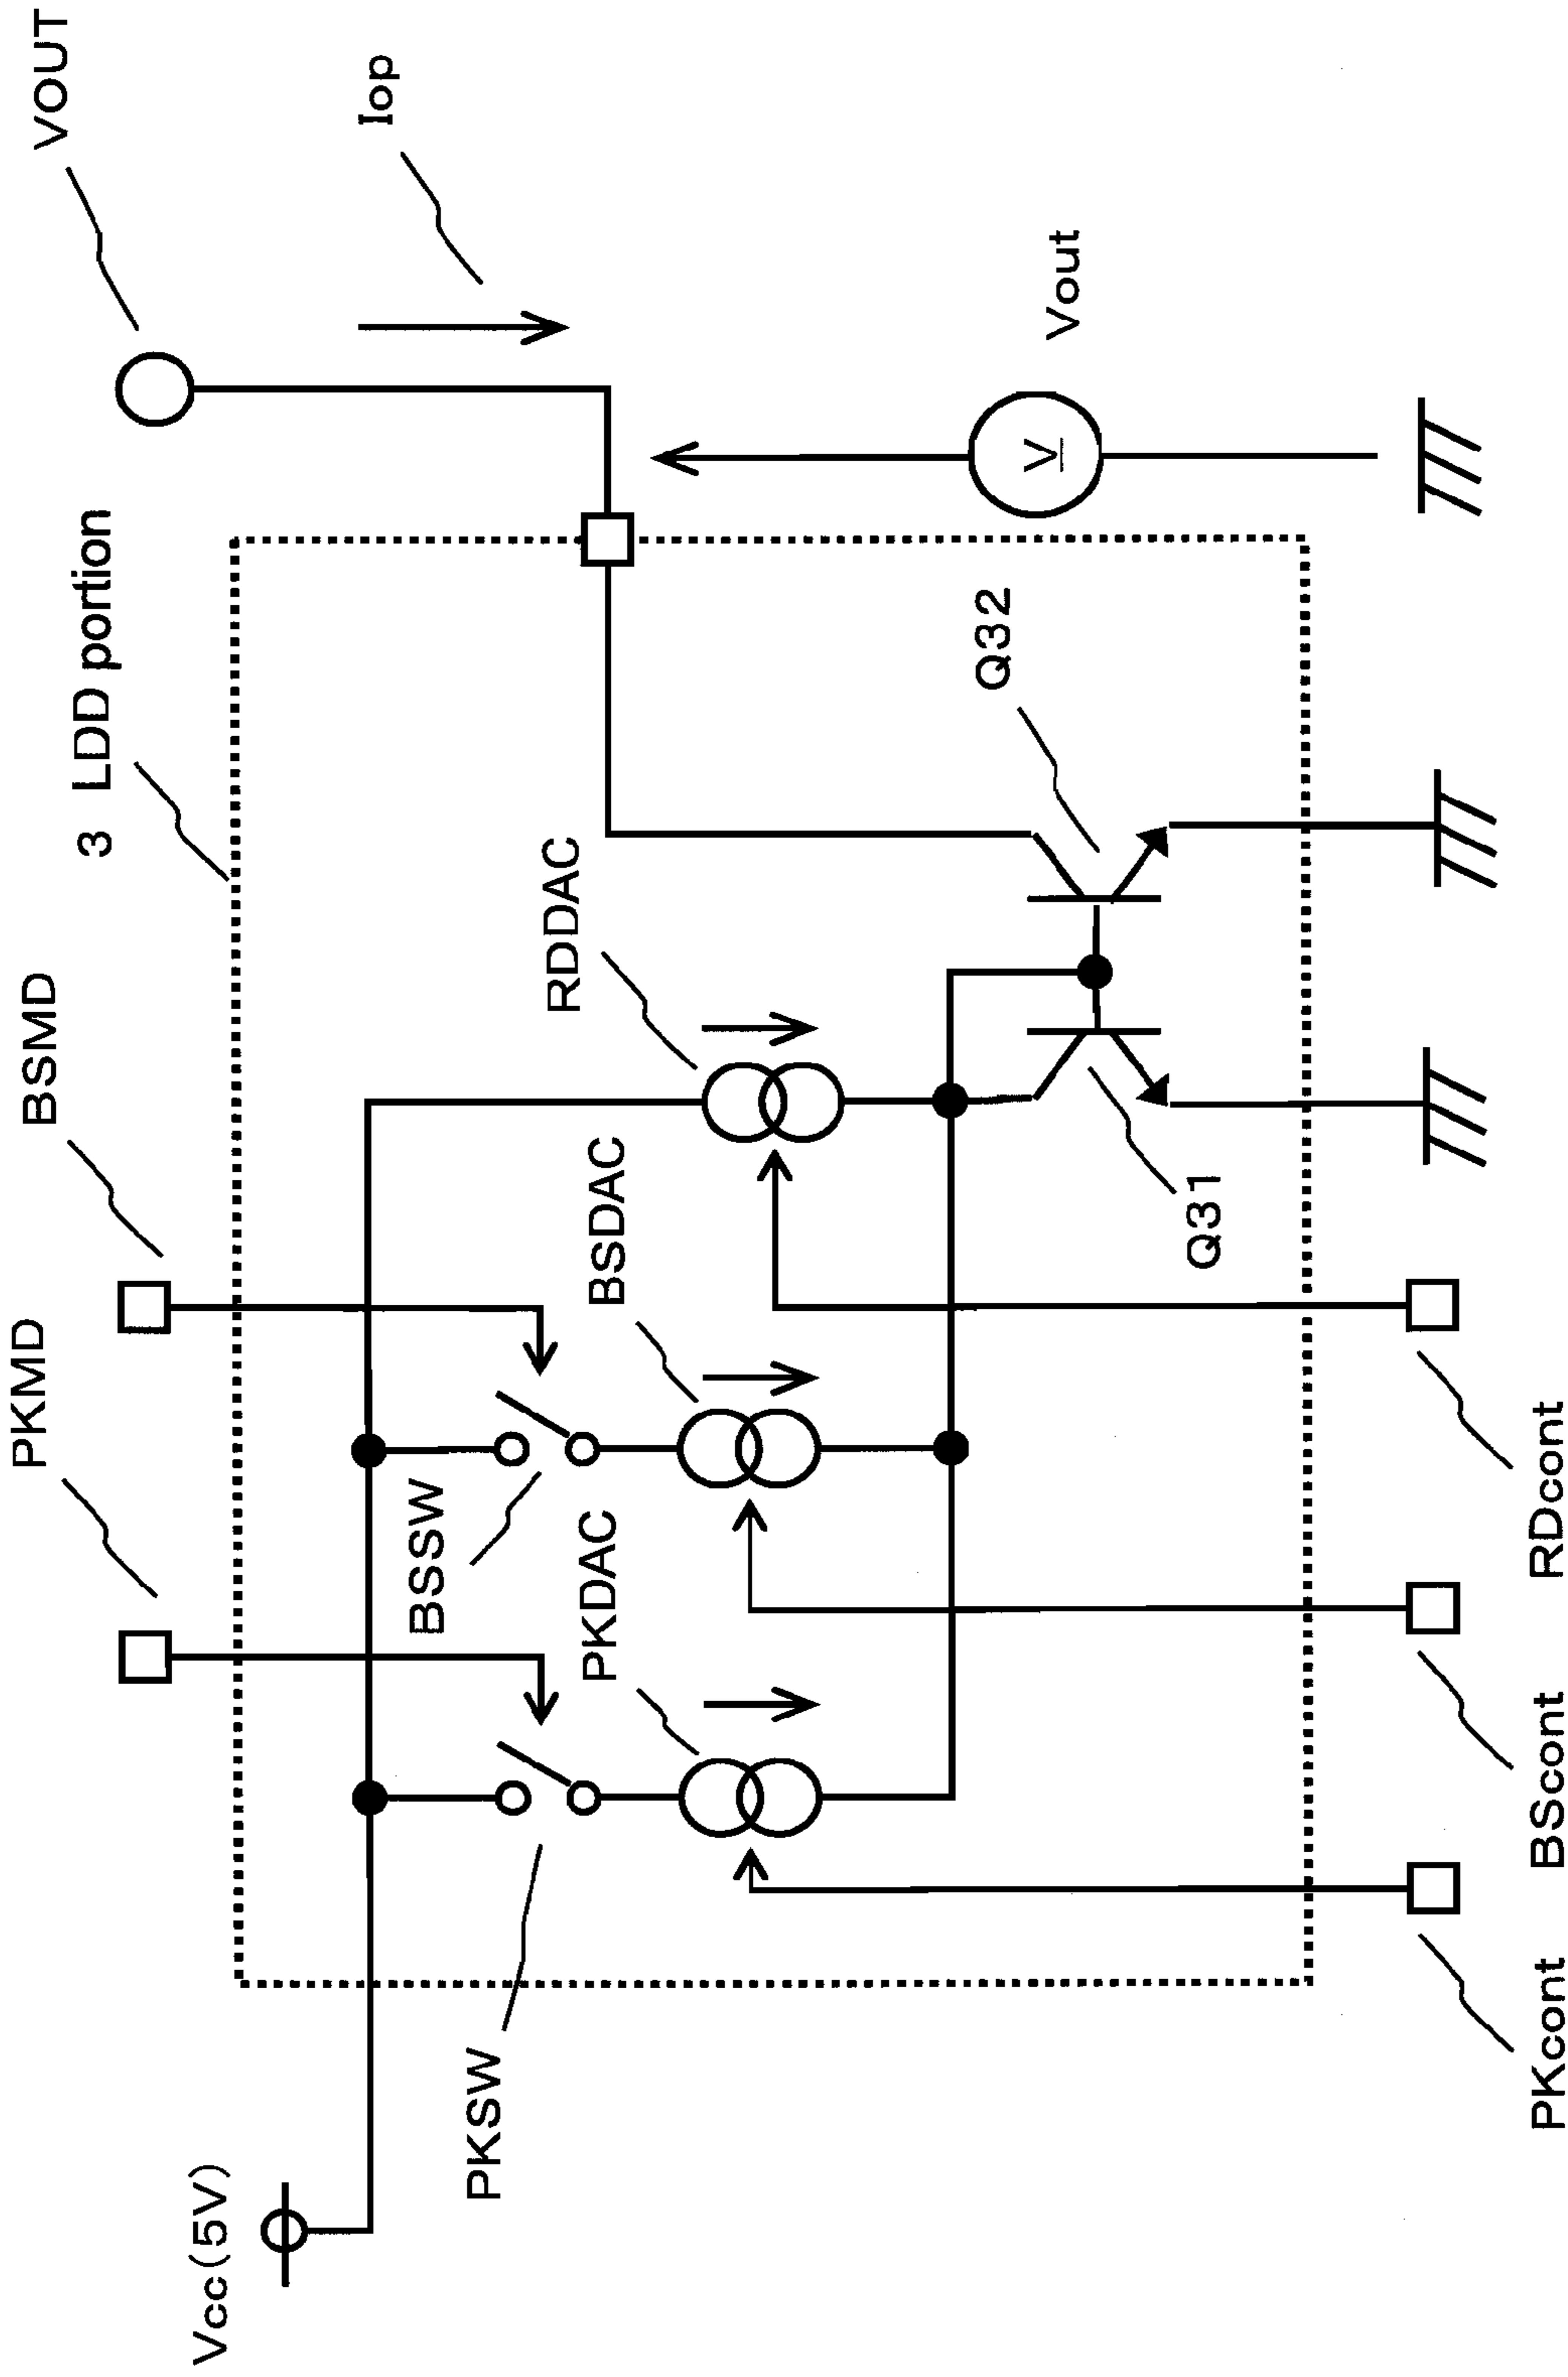 Vcc(5V)
PKMD
BSMD
3 LDD portion
VOUT
Iop
PKSW
BSSW
PKDAC
BSDAC
RDDAC
Q31
Q32
V
Vout
PKcont
BScont
RDcont